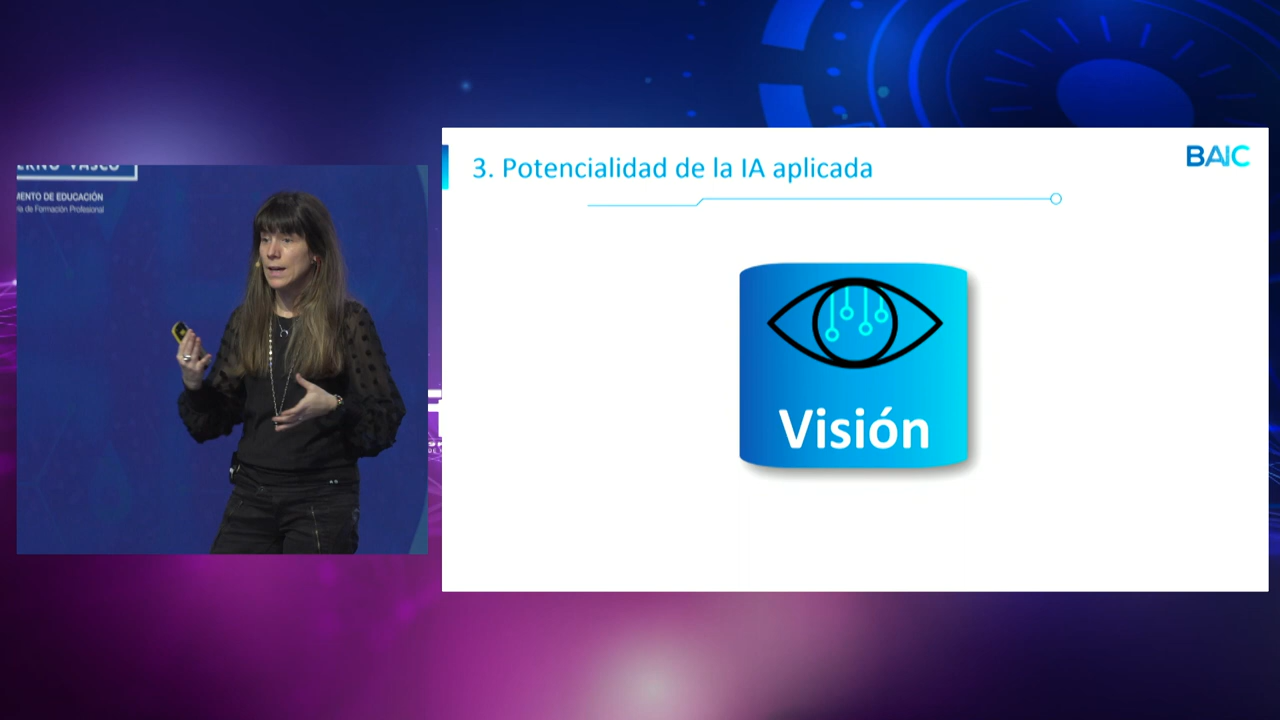 MENTO DE EDUCACIÓN
de Formación Profesional
3. Potencialidad de la IA aplicada
BAIC
Visión